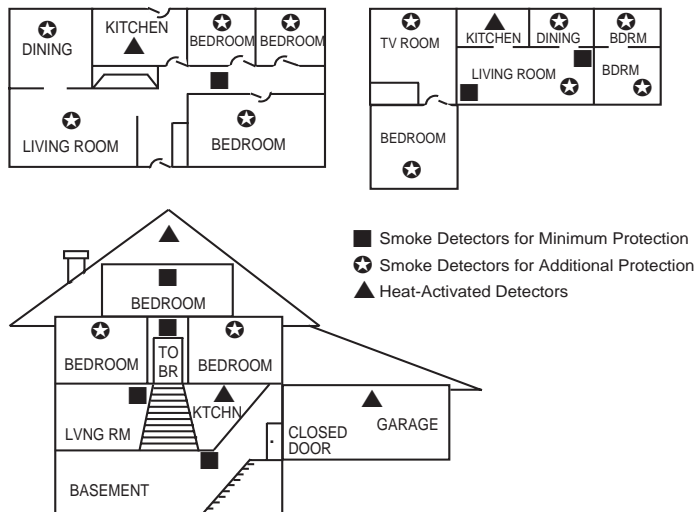 DINING
KITCHEN
BEDROOM
BEDROOM
LIVING ROOM
BEDROOM
TV ROOM
KITCHEN
DINING
BDRM
LIVING ROOM
BDRM
BEDROOM
Smoke Detectors for Minimum Protection
Smoke Detectors for Additional Protection
Heat-Activated Detectors
BEDROOM
BEDROOM
TO
BR
BEDROOM
LVNG RM
KTCHN
CLOSED
DOOR
GARAGE
BASEMENT